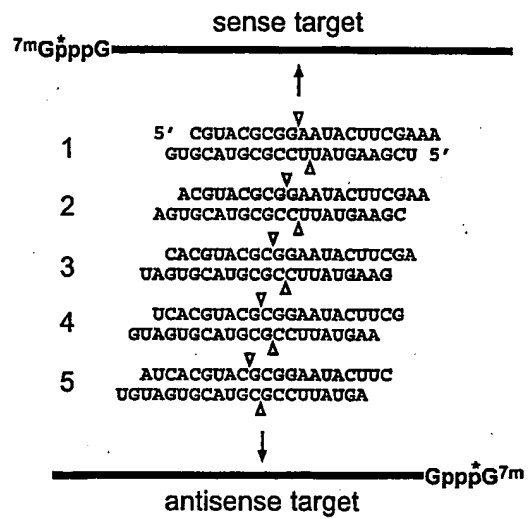 sense target
*
7mGpppG
5' CGUACGCGGAAUACUUCGAAA
1
GUGCAUGCGCCUUAUGAAGCU 5'
ACGUACGCGGAAUACUUCGAA
2
AGUGCAUGCGCCUUAUGAAGC
CACGUACGCGGAAUACUUCGA
3
UAGUGCAUGCGCCUUAUGAAG
UCACGUACGCGGAAUACUUCG
4
GUAGUGCAUGCGCCUUAUGAA
AUCACGUACGCGGAAUACUUC
5
UGUAGUGCAUGCGCCUUAUGA
*
GpppG7m
antisense target